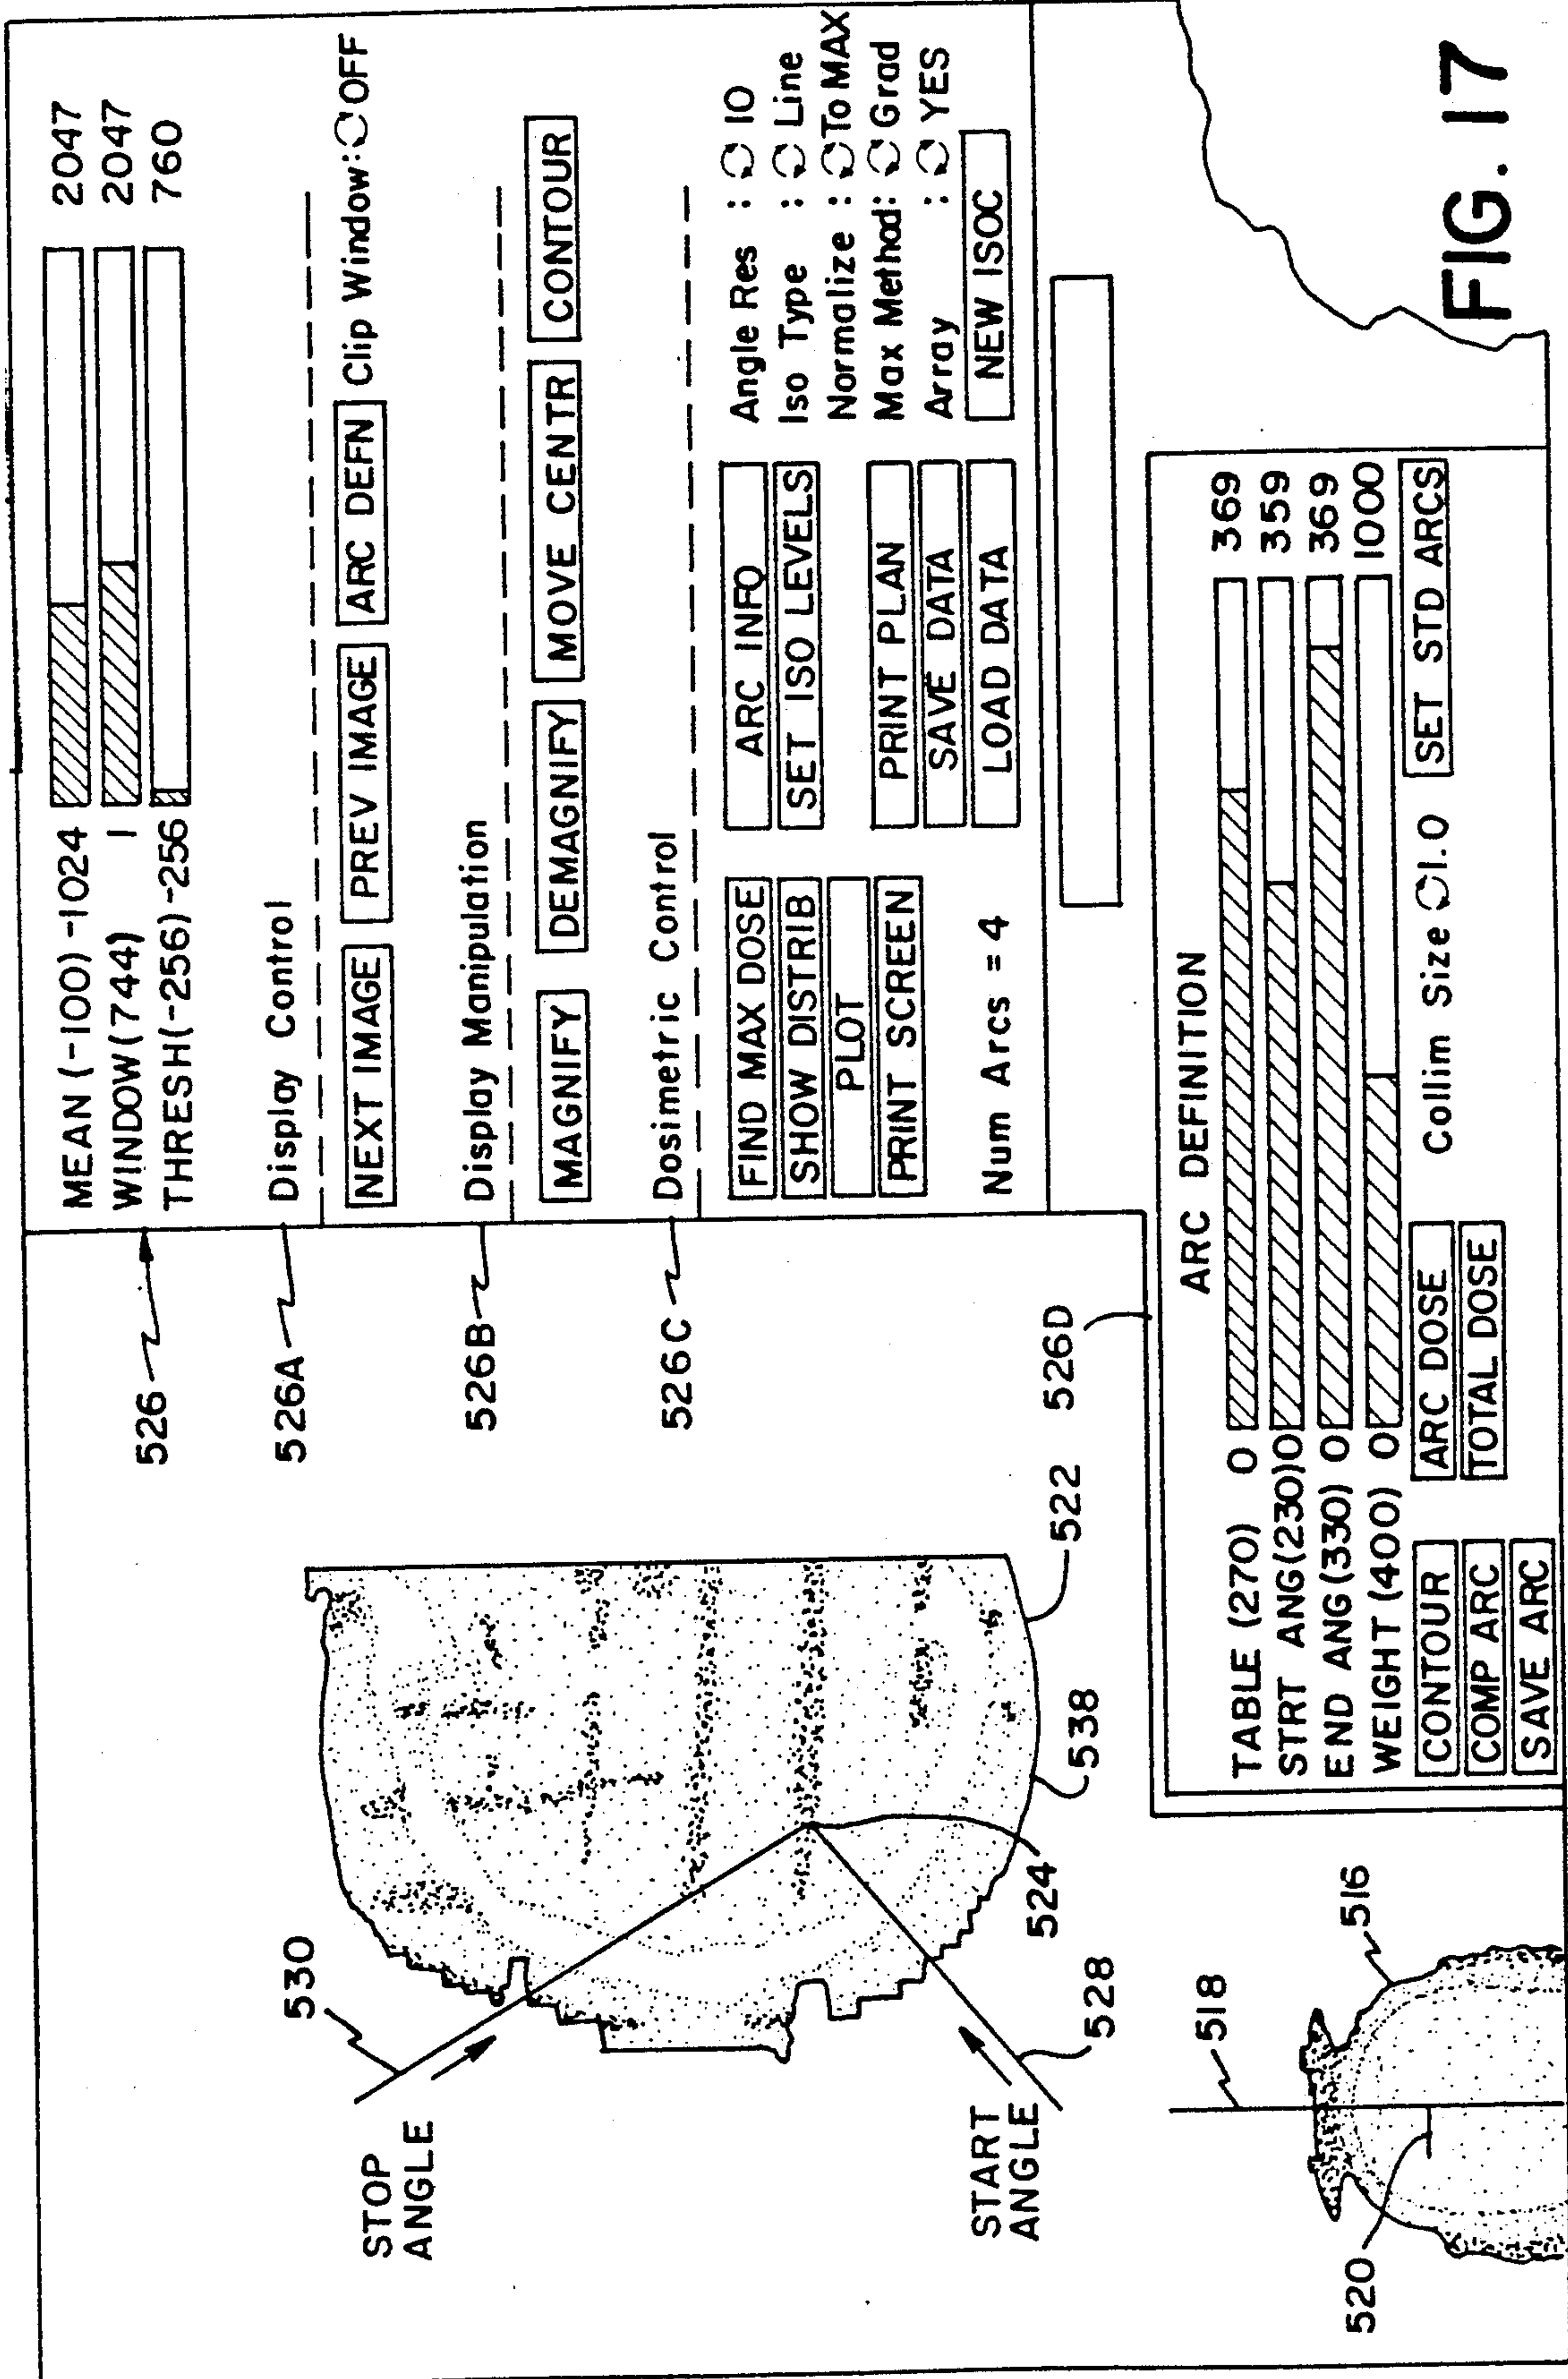 MEAN (-100) -1024 2047
WINDOW (744) 1 2047
THRESH(-256) -256 760
526
526A
Display Control
NEXT IMAGE PREV IMAGE ARC DEFN Clip Window: OFF
526B
Display Manipulation
MAGNIFY DEMAGNIFY MOVE CENTR CONTOUR
526C
Dosimetric Control
FIND MAX DOSE ARC INFO Angle Res : 10
SHOW DISTRIB SET ISO LEVELS Iso Type : Line
PLOT Normalize : To MAX
PRINT SCREEN PRINT PLAN Max Method: Grad
SAVE DATA Array : YES
Num Arcs = 4 LOAD DATA NEW ISOC
530
STOP
ANGLE
START
ANGLE
528
524
538
522
526D
ARC DEFINITION
TABLE (270) 0 369
STRT ANG(230)0 359
END ANG (330) 0 369
WEIGHT (400) 0 1000
CONTOUR ARC DOSE Collim Size 1.0 SET STD ARCS
COMP ARC TOTAL DOSE
SAVE ARC
518
516
520
FIG. 17